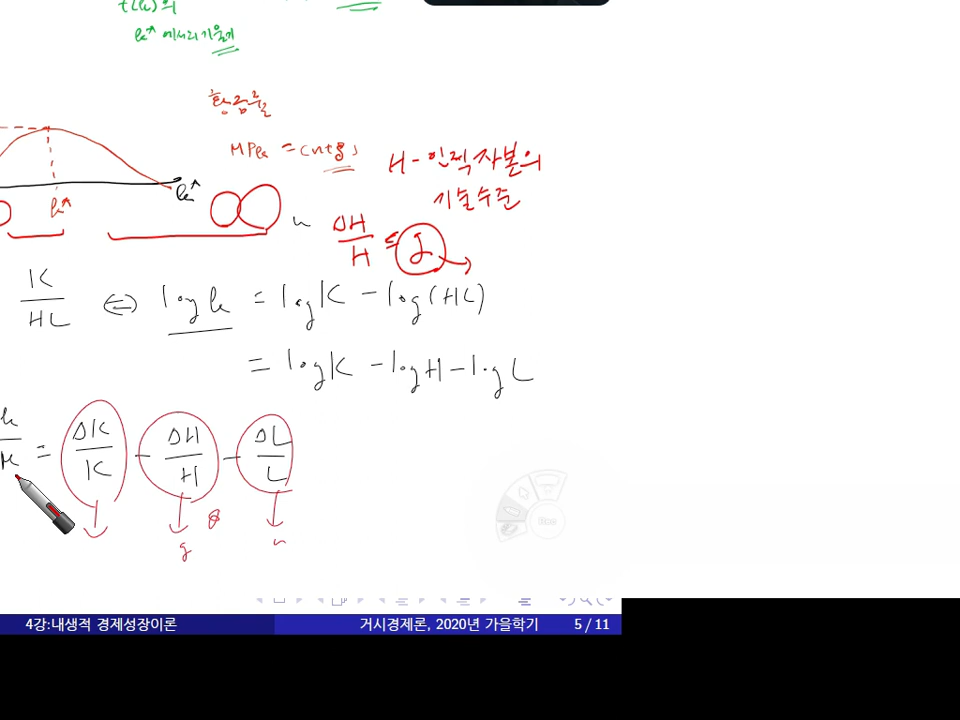 k^* 에서의 기울기
황금률
MP_k = (n+g)
H - 인적자본의
기술수준
k^*
k^*
n
ΔH/H = g
K/HL ⇔ log k = log K - log(HL)
= log K - log H - log L
k = ΔK/K - ΔH/H - ΔL/L
g
n
4강:내생적 경제성장이론
거시경제론, 2020년 가을학기
5 / 11